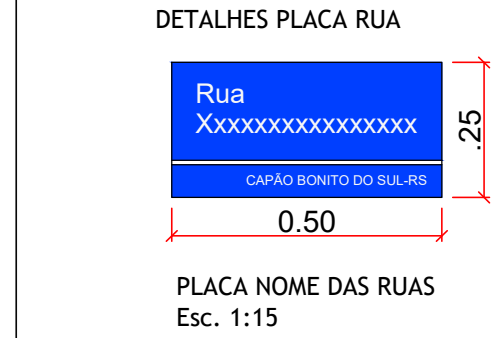 DETALHES PLACA RUA
Rua
Xxxxxxxxxxxxxxxx
CAPÃO BONITO DO SUL-RS
.25
0.50
PLACA NOME DAS RUAS
Esc. 1:15